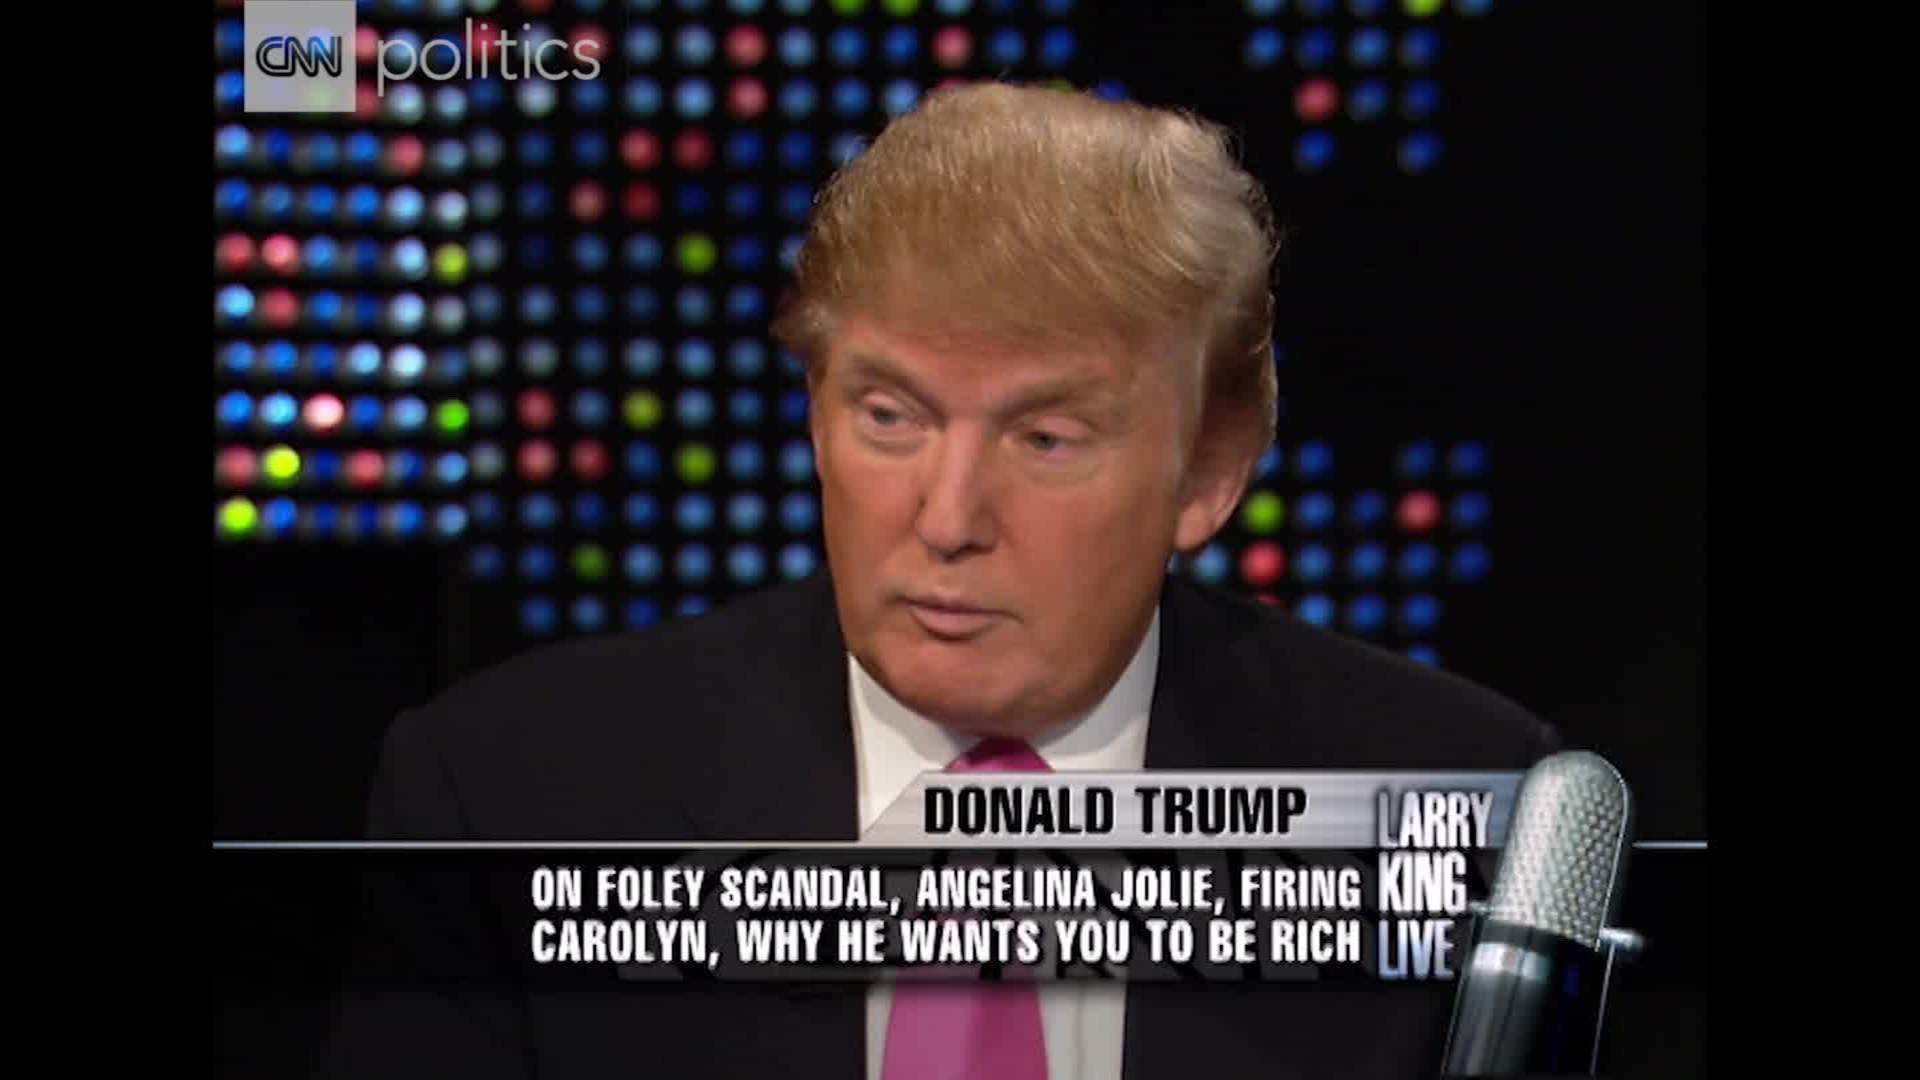 CNN politics
DONALD TRUMP
ON FOLEY SCANDAL, ANGELINA JOLIE, FIRING
CAROLYN, WHY HE WANTS YOU TO BE RICH
LARRY
KING
LIVE